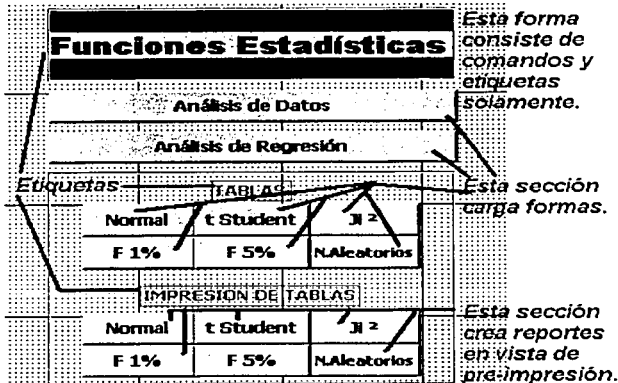 Funciones Estadísticas
Análisis de Datos
Análisis de Regresión
Etiquetas
TABLAS
Normal t Student Ji ²
F 1% F 5% N.Aleatorios
IMPRESION DE TABLAS
Normal t Student Ji ²
F 1% F 5% N.Aleatorios
Esta forma
consiste de
comandos y
etiquetas
solamente.
Esta sección
carga formas.
Esta sección
crea reportes
en vista de
pre-impresión.